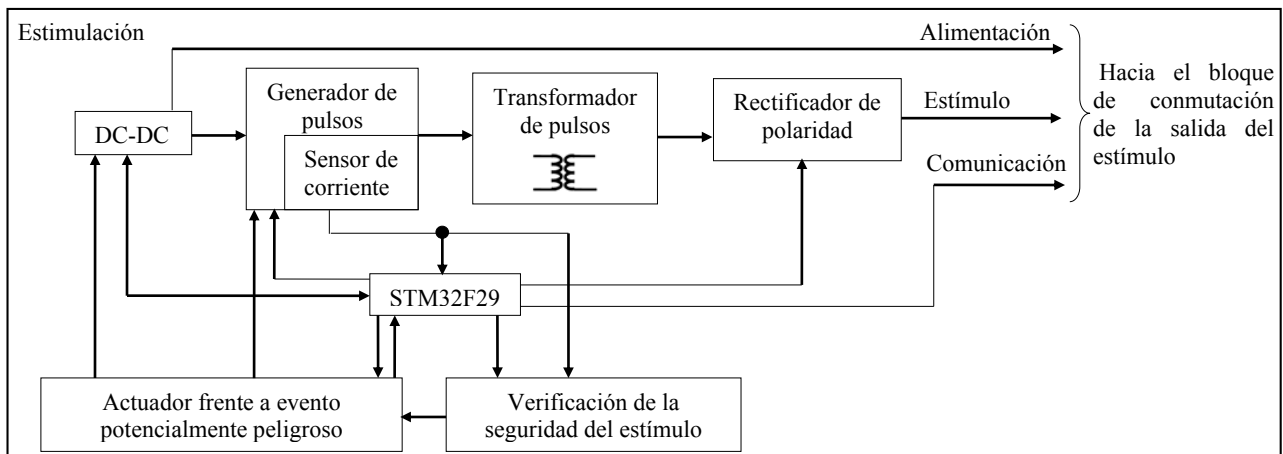 Estimulación
Alimentación
Generador de
pulsos
Sensor de
corriente
Transformador
de pulsos
Rectificador de
polaridad
Estímulo
Hacia el bloque
de conmutación
de la salida del
estímulo
DC-DC
Comunicación
STM32F29
Actuador frente a evento
potencialmente peligroso
Verificación de la
seguridad del estímulo